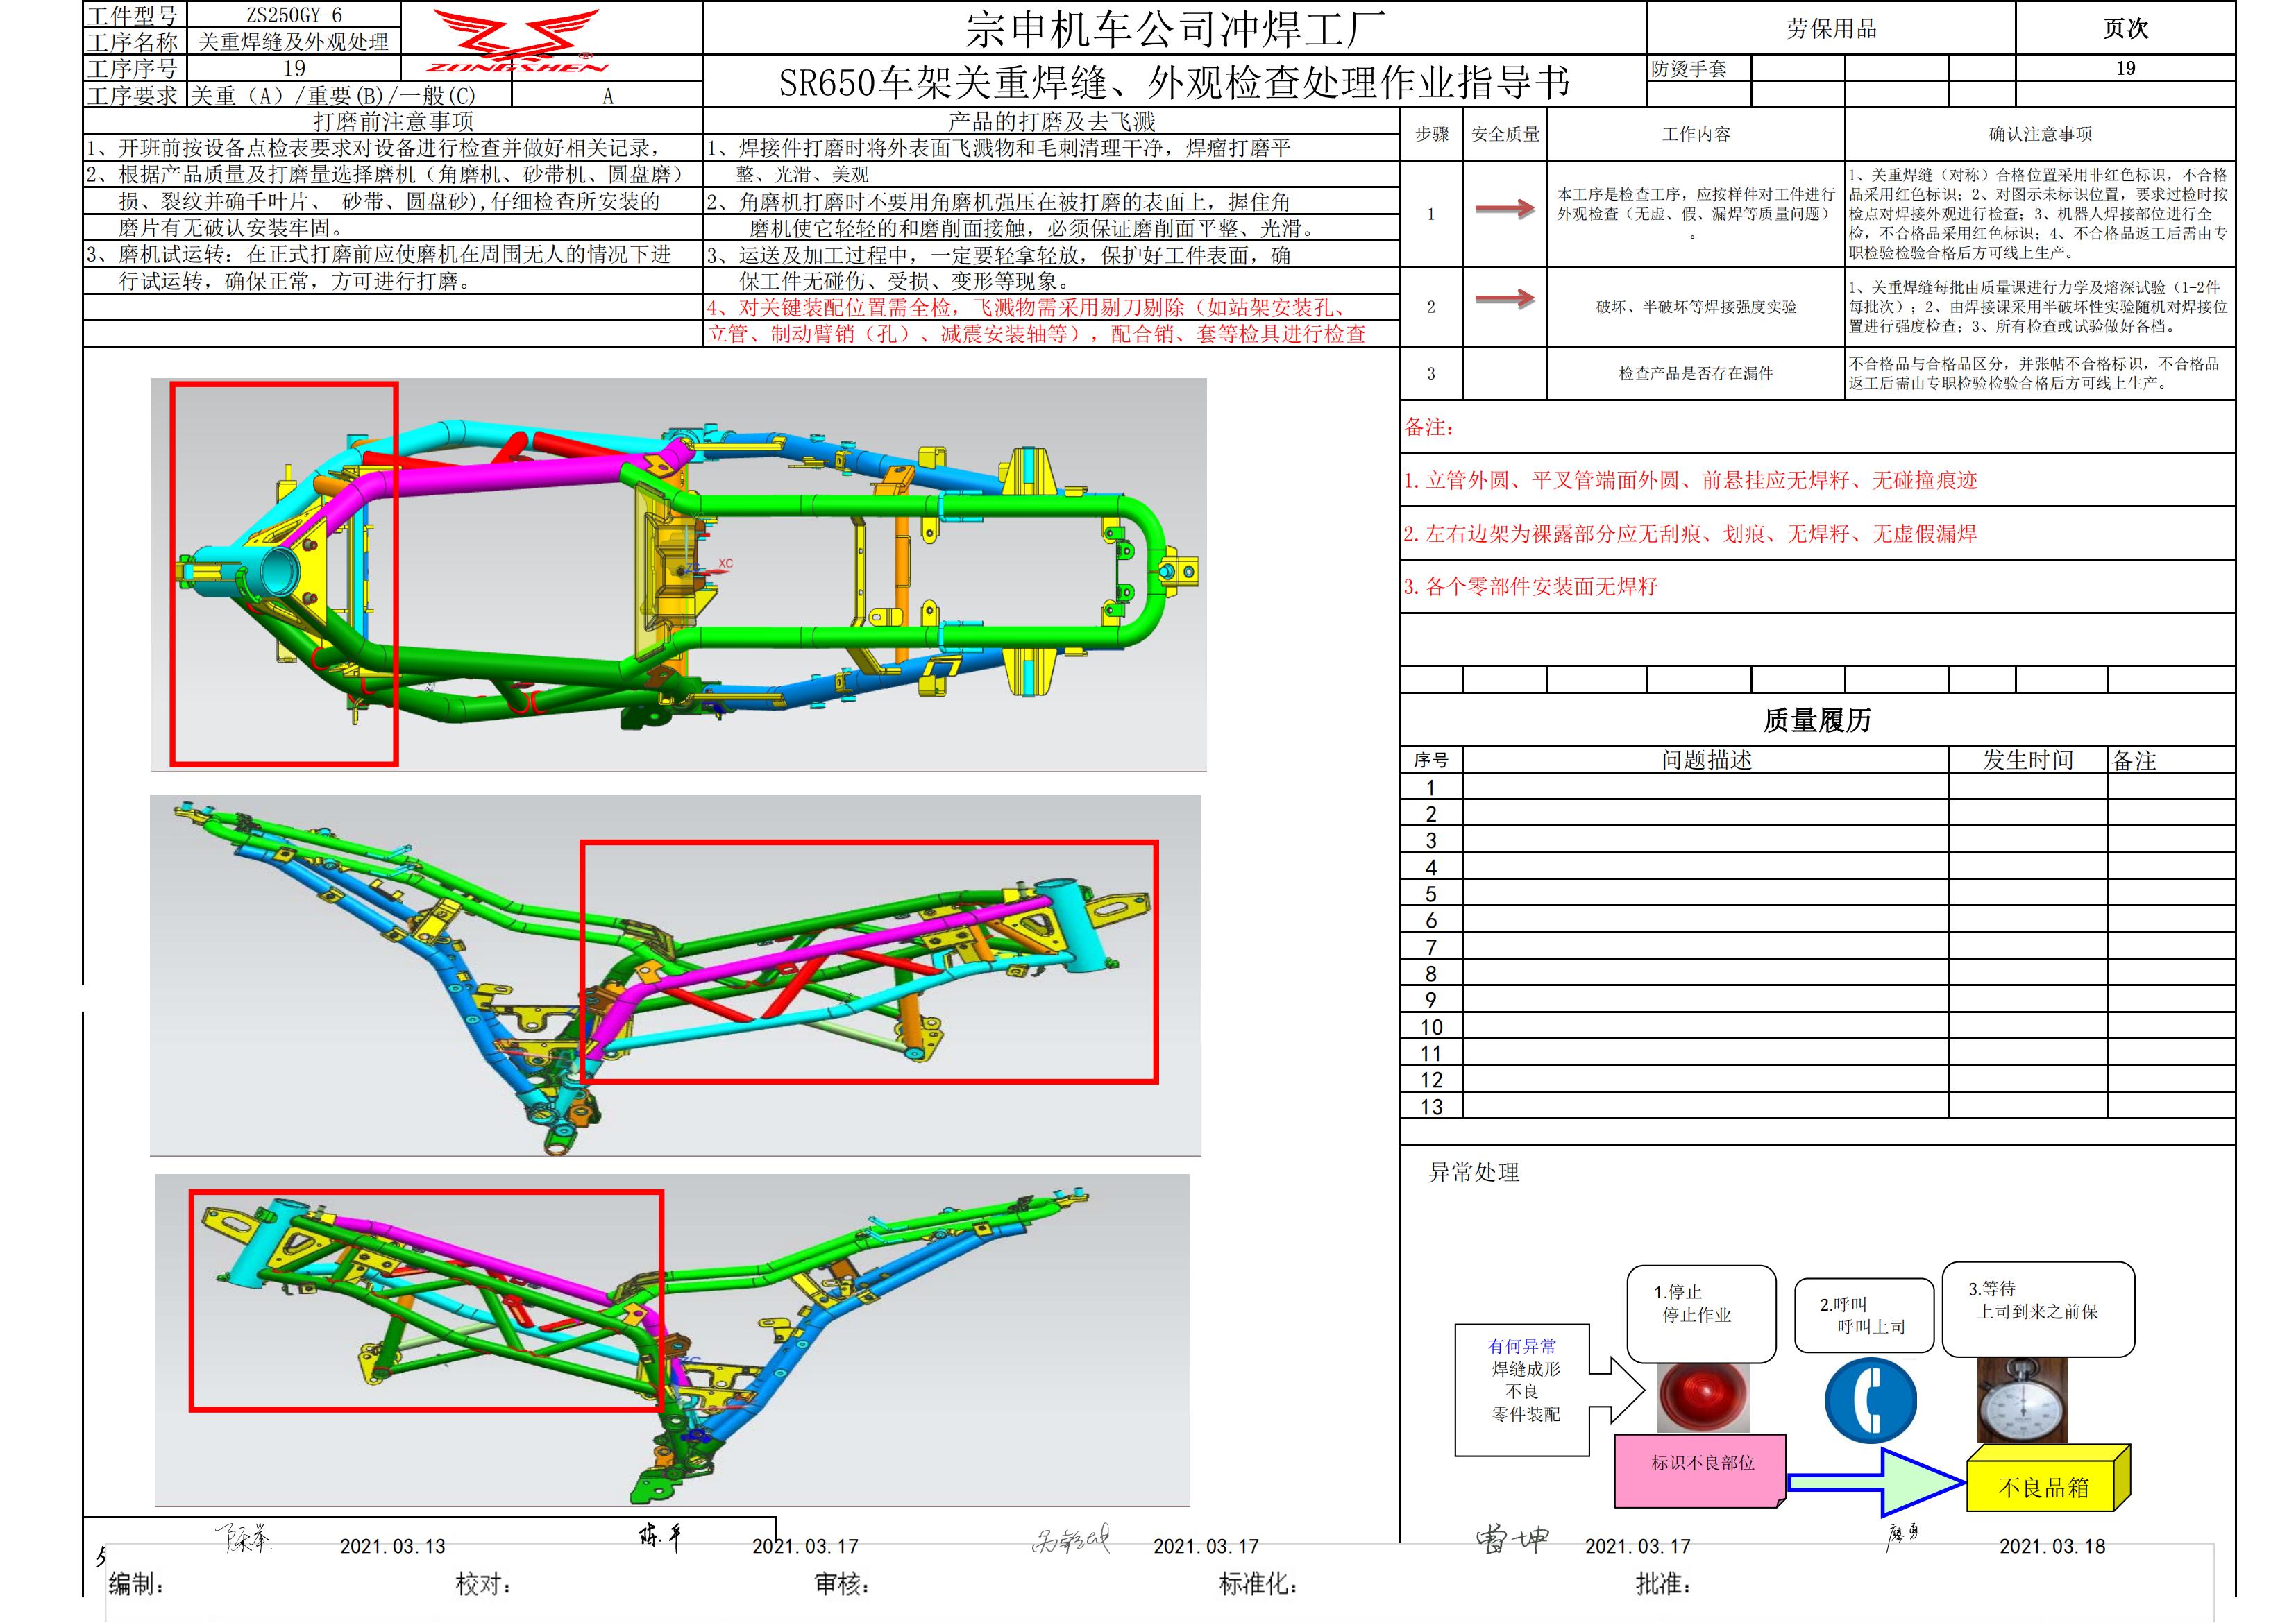 工件型号 ZS250GY-6
工序名称 关重焊缝及外观处理
工序序号 19
工序要求 关重（A）/重要(B)/一般(C) A
ZONGSHEN
宗申机车公司冲焊工厂
SR650车架关重焊缝、外观检查处理作业指导书
劳保用品 页次
防烫手套 19
打磨前注意事项
1、开班前按设备点检表要求对设备进行检查并做好相关记录，
2、根据产品质量及打磨量选择磨机（角磨机、砂带机、圆盘磨）
损、裂纹并确千叶片、 砂带、圆盘砂),仔细检查所安装的
磨片有无破认安装牢固。
3、磨机试运转：在正式打磨前应使磨机在周围无人的情况下进
行试运转，确保正常，方可进行打磨。
产品的打磨及去飞溅
1、焊接件打磨时将外表面飞溅物和毛刺清理干净，焊瘤打磨平
整、光滑、美观
2、角磨机打磨时不要用角磨机强压在被打磨的表面上，握住角
磨机使它轻轻的和磨削面接触，必须保证磨削面平整、光滑。
3、运送及加工过程中，一定要轻拿轻放，保护好工件表面，确
保工件无碰伤、受损、变形等现象。
4、对关键装配位置需全检，飞溅物需采用剔刀剔除（如站架安装孔、
立管、制动臂销（孔）、减震安装轴等），配合销、套等检具进行检查
步骤 安全质量 工作内容 确认注意事项
1
本工序是检查工序，应按样件对工件进行
外观检查（无虚、假、漏焊等质量问题）
。
1、关重焊缝（对称）合格位置采用非红色标识，不合格
品采用红色标识；2、对图示未标识位置，要求过检时按
检点对焊接外观进行检查；3、机器人焊接部位进行全
检，不合格品采用红色标识；4、不合格品返工后需由专
职检验检验合格后方可线上生产。
2
破坏、半破坏等焊接强度实验
1、关重焊缝每批由质量课进行力学及熔深试验（1-2件
每批次）；2、由焊接课采用半破坏性实验随机对焊接位
置进行强度检查；3、所有检查或试验做好备档。
3
检查产品是否存在漏件
不合格品与合格品区分，并张帖不合格标识，不合格品
返工后需由专职检验检验合格后方可线上生产。
备注：
1.立管外圆、平叉管端面外圆、前悬挂应无焊籽、无碰撞痕迹
2.左右边架为裸露部分应无刮痕、划痕、无焊籽、无虚假漏焊
3.各个零部件安装面无焊籽
XC
质量履历
序号 问题描述 发生时间 备注
1
2
3
4
5
6
7
8
9
10
11
12
13
异常处理
有何异常
焊缝成形
不良
零件装配
1.停止
停止作业
2.呼叫
呼叫上司
3.等待
上司到来之前保
标识不良部位
不良品箱
2021.03.13 陈平 2021.03.17 2021.03.17 雷坤 2021.03.17 廖勇 2021.03.18
编制： 校对： 审核： 标准化： 批准：